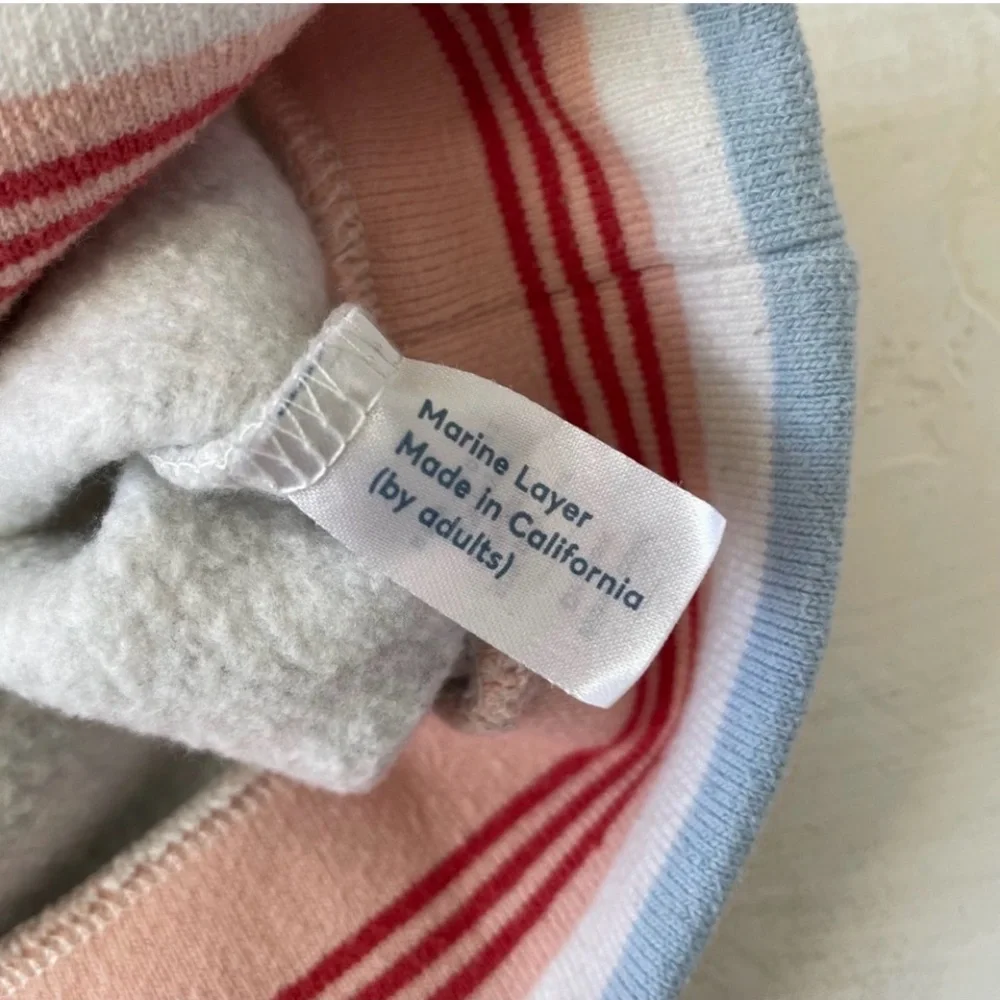 Marine Layer
Made in California
(by adults)